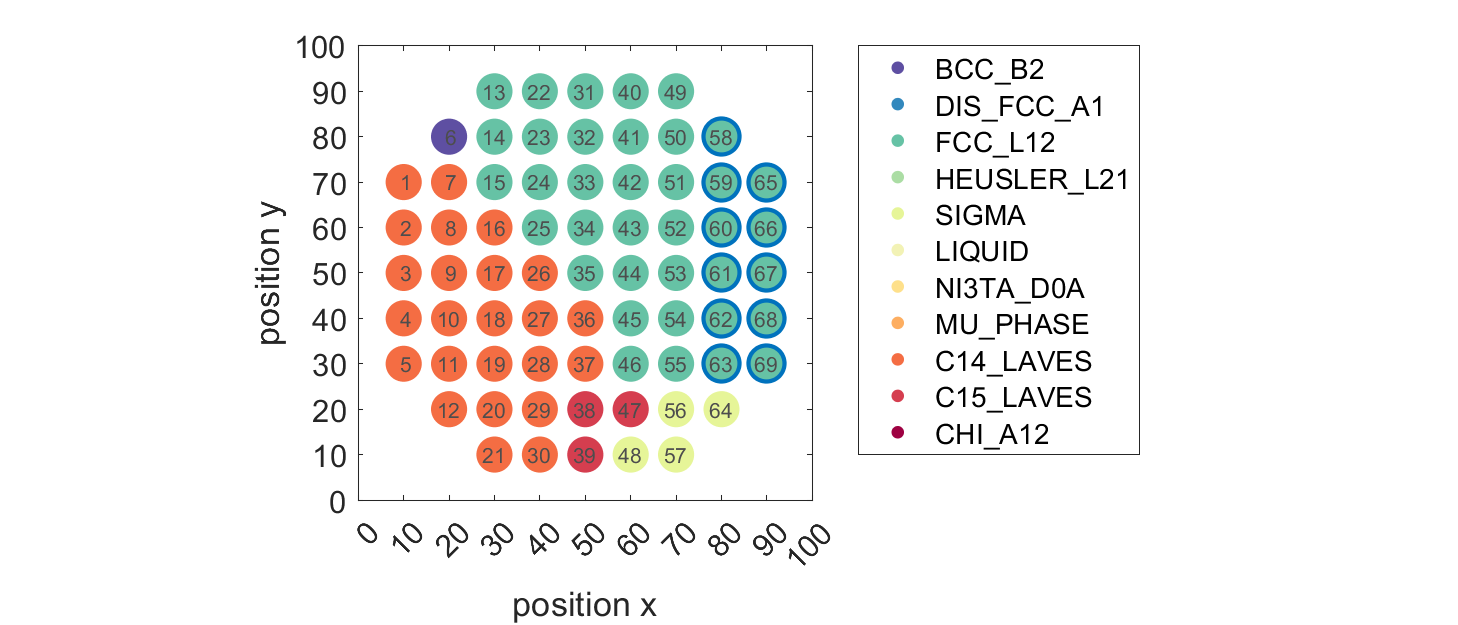 100
90 13 22 31 40 49
80 6 14 23 32 41 50 58
70 1 7 15 24 33 42 51 59 65
60 2 8 16 25 34 43 52 60 66
50 3 9 17 26 35 44 53 61 67
40 4 10 18 27 36 45 54 62 68
30 5 11 19 28 37 46 55 63 69
20 12 20 29 38 47 56 64
10 21 30 39 48 57
0
0 10 20 30 40 50 60 70 80 90 100
position x
position y
BCC_B2
DIS_FCC_A1
FCC_L12
HEUSLER_L21
SIGMA
LIQUID
NI3TA_D0A
MU_PHASE
C14_LAVES
C15_LAVES
CHI_A12